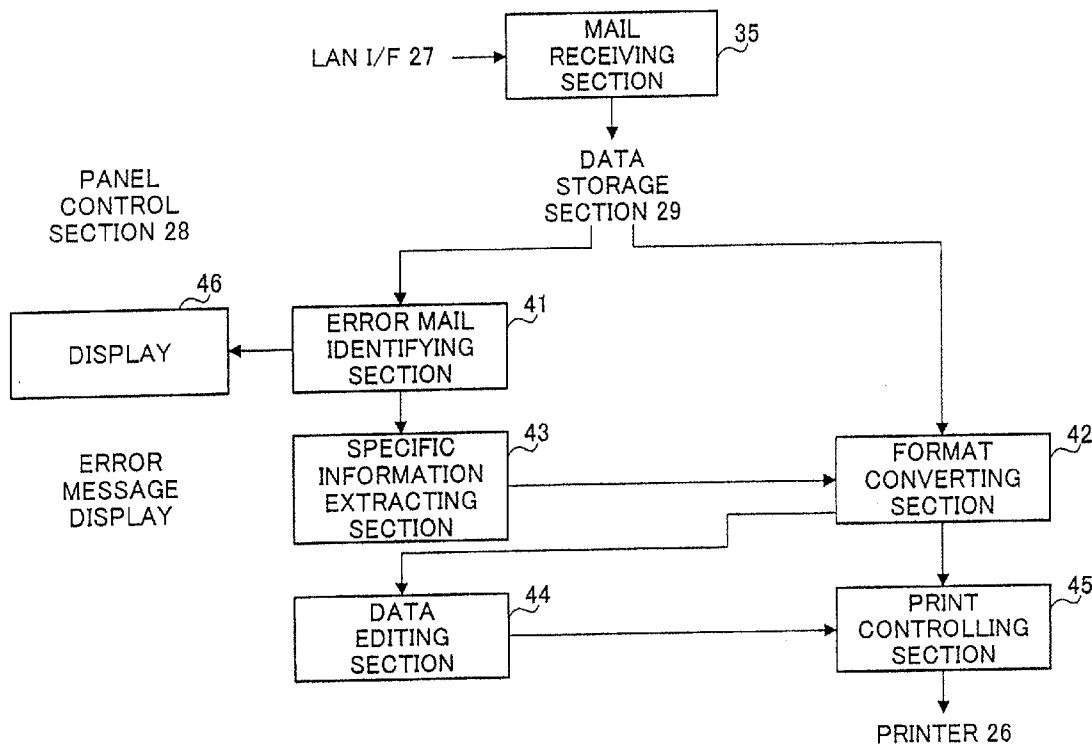 MAIL
RECEIVING
SECTION
35
LAN I/F 27
DATA
STORAGE
SECTION 29
PANEL
CONTROL
SECTION 28
46
DISPLAY
41
ERROR MAIL
IDENTIFYING
SECTION
43
SPECIFIC
INFORMATION
EXTRACTING
SECTION
42
FORMAT
CONVERTING
SECTION
ERROR
MESSAGE
DISPLAY
44
DATA
EDITING
SECTION
45
PRINT
CONTROLLING
SECTION
PRINTER 26